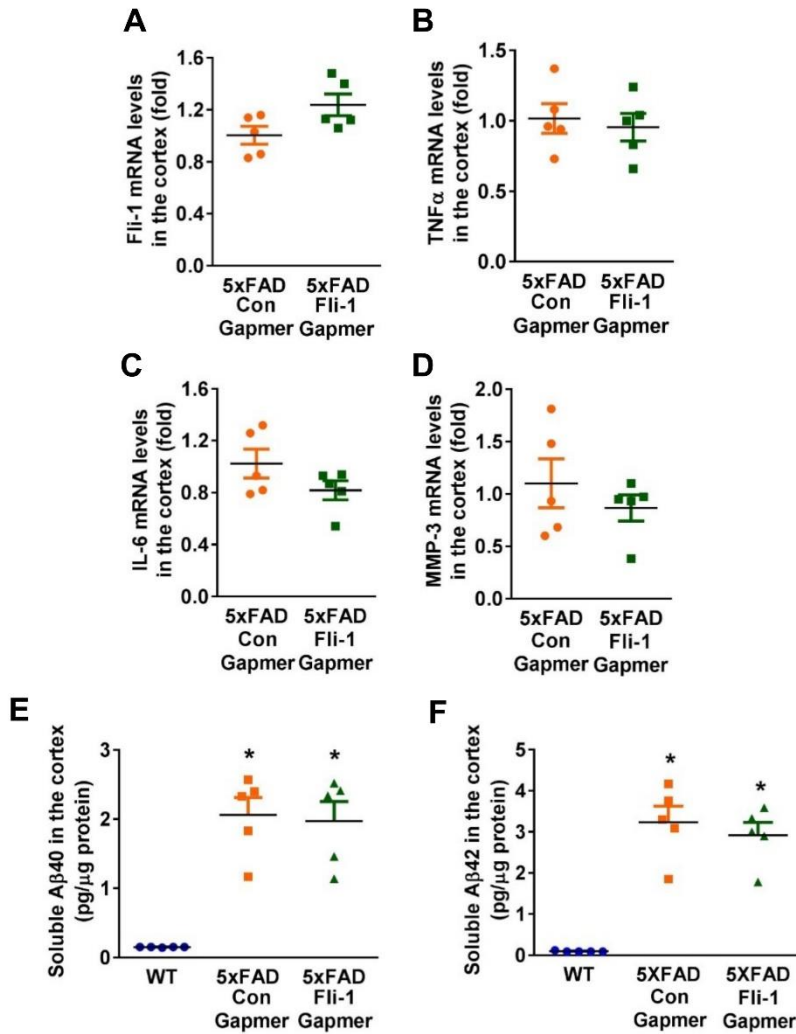 A
Fli-1 mRNA levels
in the cortex (fold)
1.6
1.2
0.8
0.4
0.0
5xFAD
Con
Gapmer
5xFAD
Fli-1
Gapmer
B
TNFα mRNA levels
in the cortex (fold)
1.5
1.0
0.5
0.0
5xFAD
Con
Gapmer
5xFAD
Fli-1
Gapmer
C
IL-6 mRNA levels
in the cortex (fold)
1.6
1.2
0.8
0.4
0.0
5xFAD
Con
Gapmer
5xFAD
Fli-1
Gapmer
D
MMP-3 mRNA levels
in the cortex (fold)
2.0
1.5
1.0
0.5
0.0
5xFAD
Con
Gapmer
5xFAD
Fli-1
Gapmer
E
Soluble Aβ40 in the cortex
(pg/μg protein)
3
2
1
0
*
*
WT
5xFAD
Con
Gapmer
5xFAD
Fli-1
Gapmer
F
Soluble Aβ42 in the cortex
(pg/μg protein)
5
4
3
2
1
0
*
*
WT
5XFAD
Con
Gapmer
5XFAD
Fli-1
Gapmer